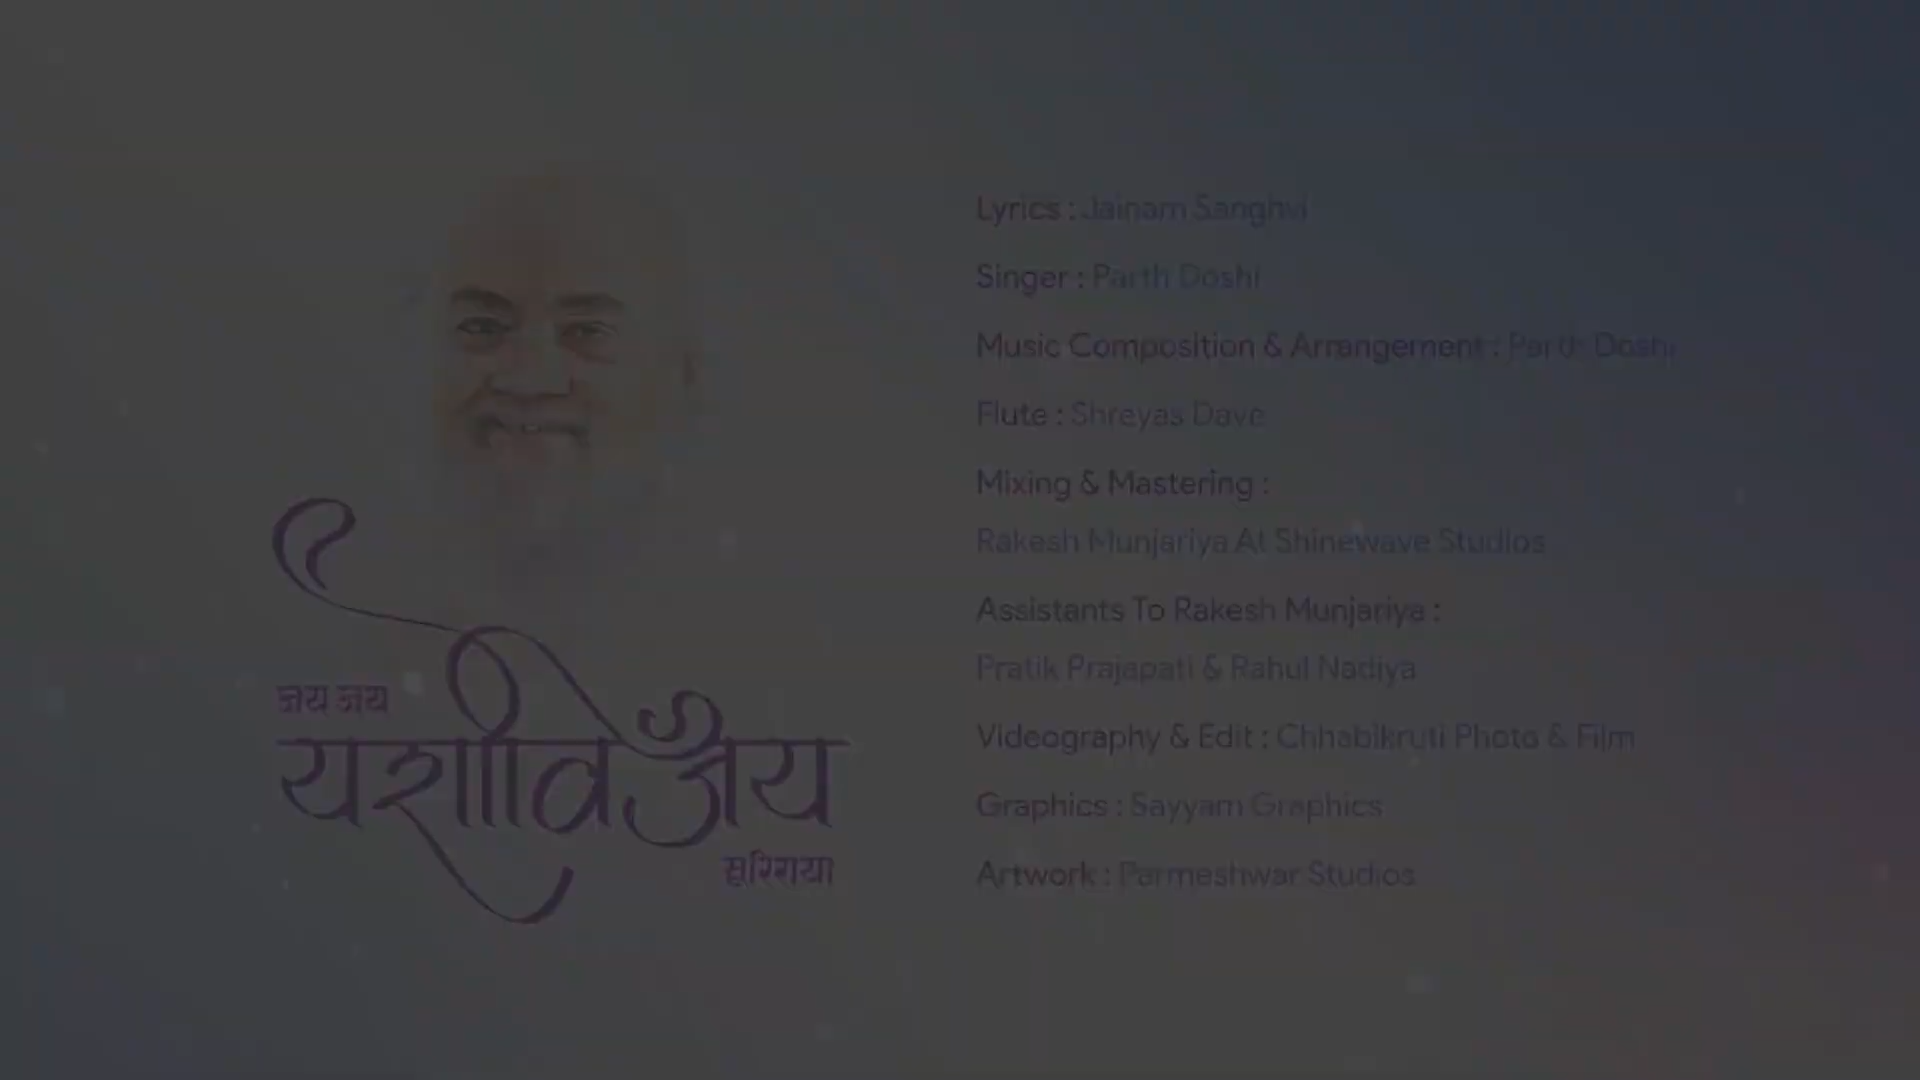 जय जय
यशोविजय
सूरिराया
Lyrics : Jainam Sanghvi
Singer : Parth Doshi
Music Composition & Arrangement : Parth Doshi
Flute : Shreyas Dave
Mixing & Mastering :
Rakesh Munjariya At Shinewave Studios
Assistants To Rakesh Munjariya :
Pratik Prajapati & Rahul Nadiya
Videography & Edit : Chhabikruti Photo & Film
Graphics : Sayyam Graphics
Artwork : Parmeshwar Studios